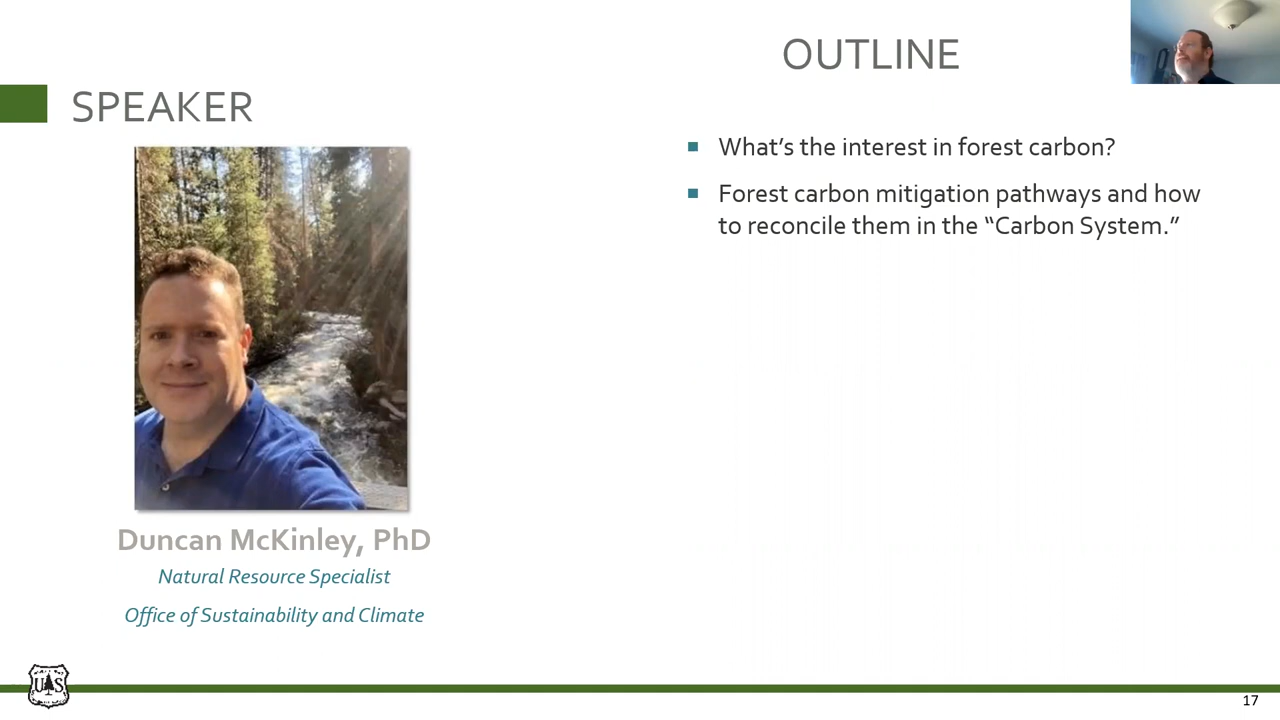 SPEAKER
Duncan McKinley, PhD
Natural Resource Specialist
Office of Sustainability and Climate
OUTLINE
What's the interest in forest carbon?
Forest carbon mitigation pathways and how
to reconcile them in the “Carbon System.”
US
17